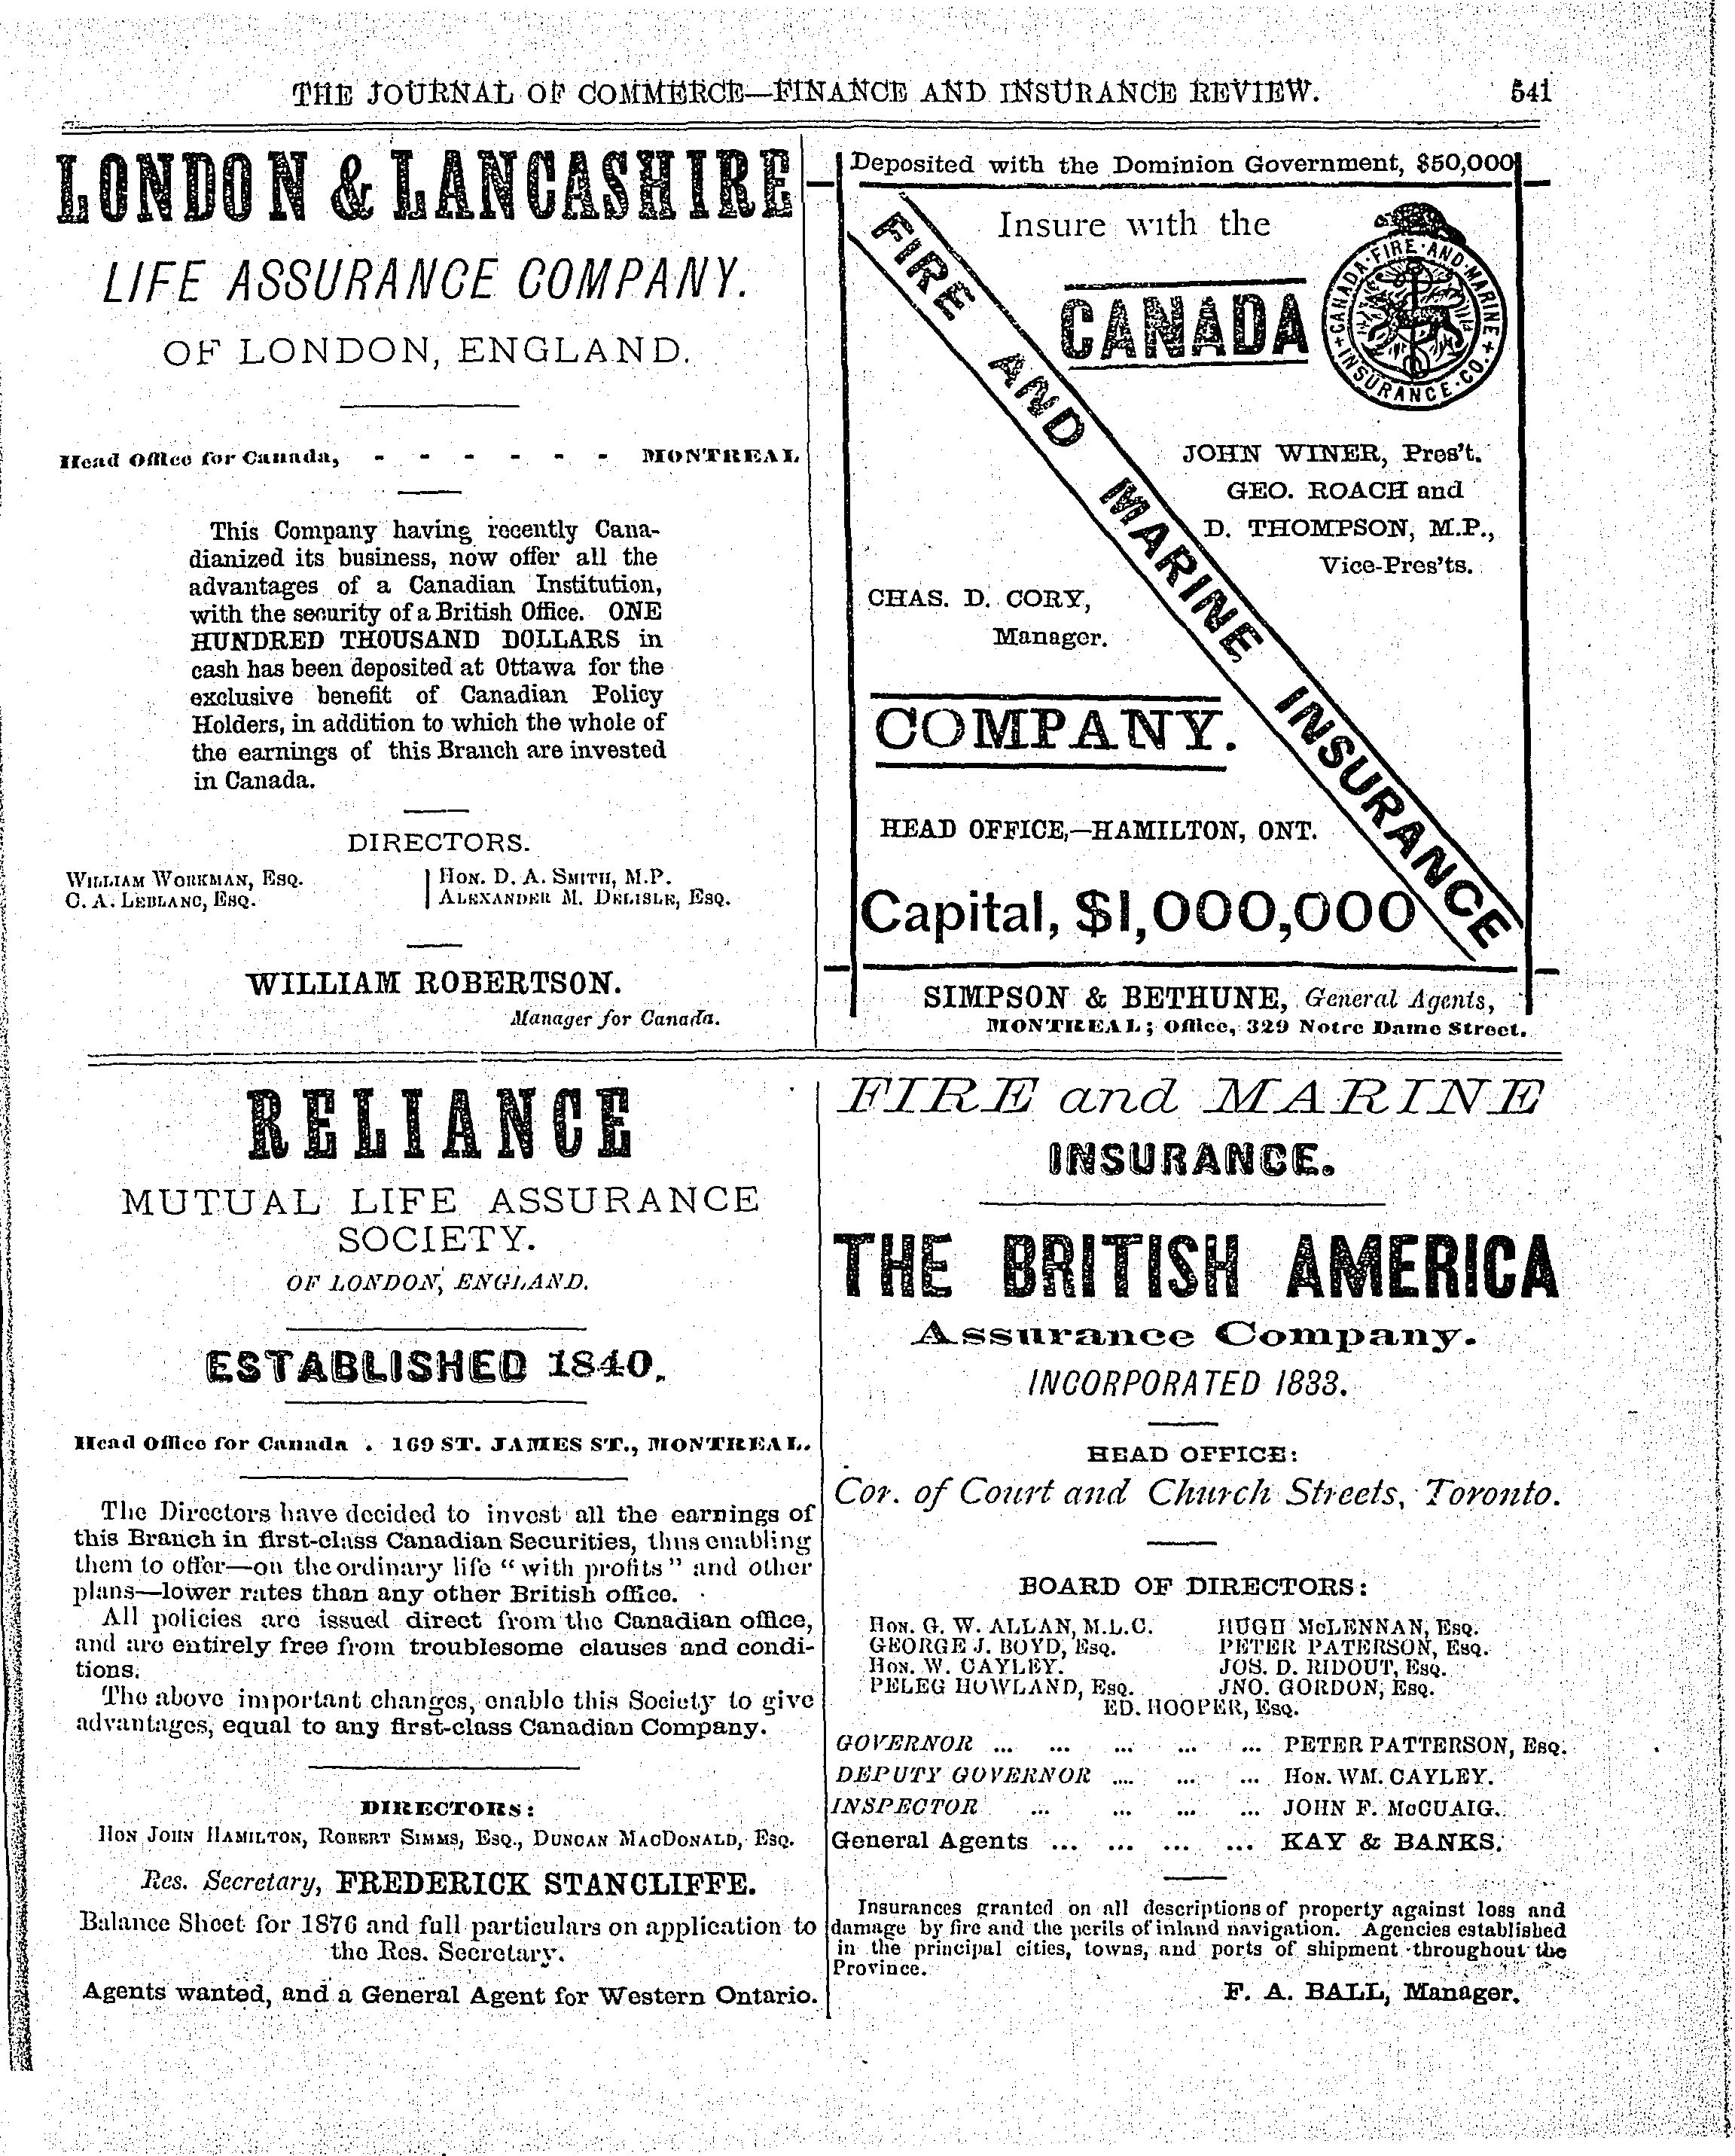 THE JOURNAL OF COMMERCE—FINANCE AND INSURANCE REVIEW. 541
LONDON & LANCASHIRE
LIFE ASSURANCE COMPANY.
OF LONDON, ENGLAND.
Head Office for Canada, - - - - - - MONTREAL
This Company having recently Cana-
dianized its business, now offer all the
advantages of a Canadian Institution,
with the security of a British Office. ONE
HUNDRED THOUSAND DOLLARS in
cash has been deposited at Ottawa for the
exclusive benefit of Canadian Policy
Holders, in addition to which the whole of
the earnings of this Branch are invested
in Canada.
DIRECTORS.
WILLIAM WORKMAN, ESQ.
C. A. LEBLANC, ESQ.
HON. D. A. SMITH, M.P.
ALEXANDER M. DELISLE, ESQ.
WILLIAM ROBERTSON.
Manager for Canada.
Deposited with the Dominion Government, $50,000
Insure with the
CANADA
CANADA·FIRE·AND·MARINE
INSURANCE·CO.
FIRE AND MARINE INSURANCE
JOHN WINER, Pres't.
GEO. ROACH and
D. THOMPSON, M.P.,
Vice-Pres'ts.
CHAS. D. CORY,
Manager.
COMPANY.
HEAD OFFICE,—HAMILTON, ONT.
Capital, $1,000,000
SIMPSON & BETHUNE, General Agents,
MONTREAL; Office, 329 Notre Dame Street.
RELIANCE
MUTUAL LIFE ASSURANCE
SOCIETY.
OF LONDON, ENGLAND.
ESTABLISHED 1840.
Head Office for Canada . 169 ST. JAMES ST., MONTREAL.
The Directors have decided to invest all the earnings of
this Branch in first-class Canadian Securities, thus enabling
them to offer—on the ordinary life "with profits" and other
plans—lower rates than any other British office.
All policies are issued direct from the Canadian office,
and are entirely free from troublesome clauses and condi-
tions.
The above important changes, enable this Society to give
advantages, equal to any first-class Canadian Company.
DIRECTORS:
HON JOHN HAMILTON, ROBERT SIMMS, ESQ., DUNCAN MACDONALD, ESQ.
Res. Secretary, FREDERICK STANCLIFFE.
Balance Sheet for 1876 and full particulars on application to
the Res. Secretary.
Agents wanted, and a General Agent for Western Ontario.
FIRE and MARINE
INSURANCE.
THE BRITISH AMERICA
Assurance Company.
INCORPORATED 1833.
HEAD OFFICE:
Cor. of Court and Church Streets, Toronto.
BOARD OF DIRECTORS:
HON. G. W. ALLAN, M.L.C. HUGH McLENNAN, ESQ.
GEORGE J. BOYD, ESQ. PETER PATERSON, ESQ.
HON. W. CAYLEY. JOS. D. RIDOUT, ESQ.
PELEG HOWLAND, ESQ. JNO. GORDON, ESQ.
ED. HOOPER, ESQ.
GOVERNOR ... ... ... ... ... PETER PATTERSON, ESQ.
DEPUTY GOVERNOR .... ... ... HON. WM. CAYLEY.
INSPECTOR ... ... ... ... JOHN F. McCUAIG.
General Agents ... ... ... ... KAY & BANKS.
Insurances granted on all descriptions of property against loss and
damage by fire and the perils of inland navigation. Agencies established
in the principal cities, towns, and ports of shipment throughout the
Province.
F. A. BALL, Manager.